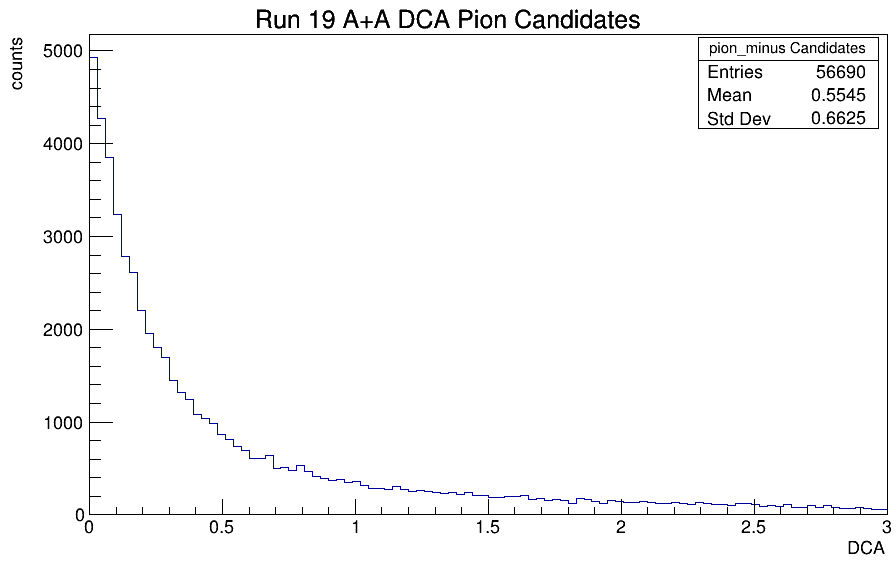 Run 19 A+A DCA Pion Candidates
counts
pion_minus Candidates
Entries 56690
Mean 0.5545
Std Dev 0.6625
5000
4000
3000
2000
1000
0
0 0.5 1 1.5 2 2.5 3
DCA